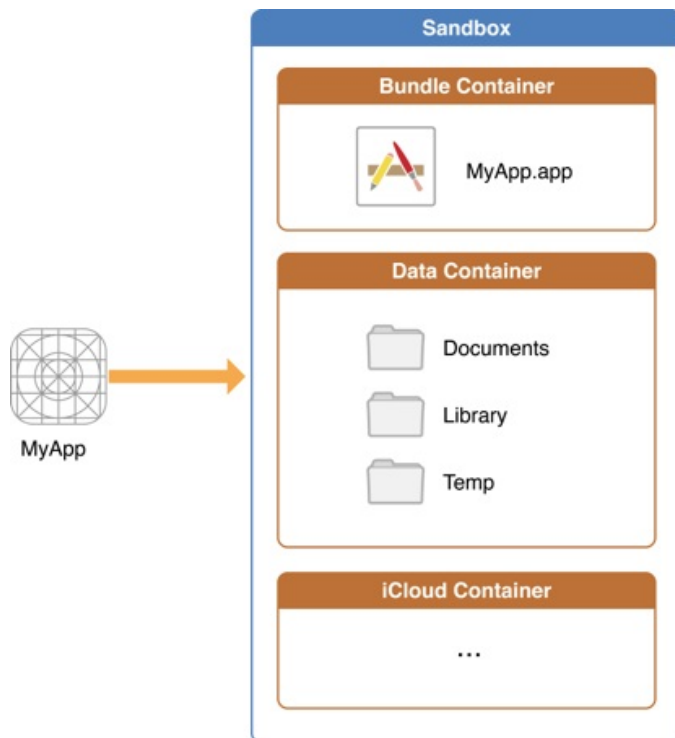 Sandbox
Bundle Container
MyApp.app
Data Container
Documents
MyApp
Library
Temp
iCloud Container
...